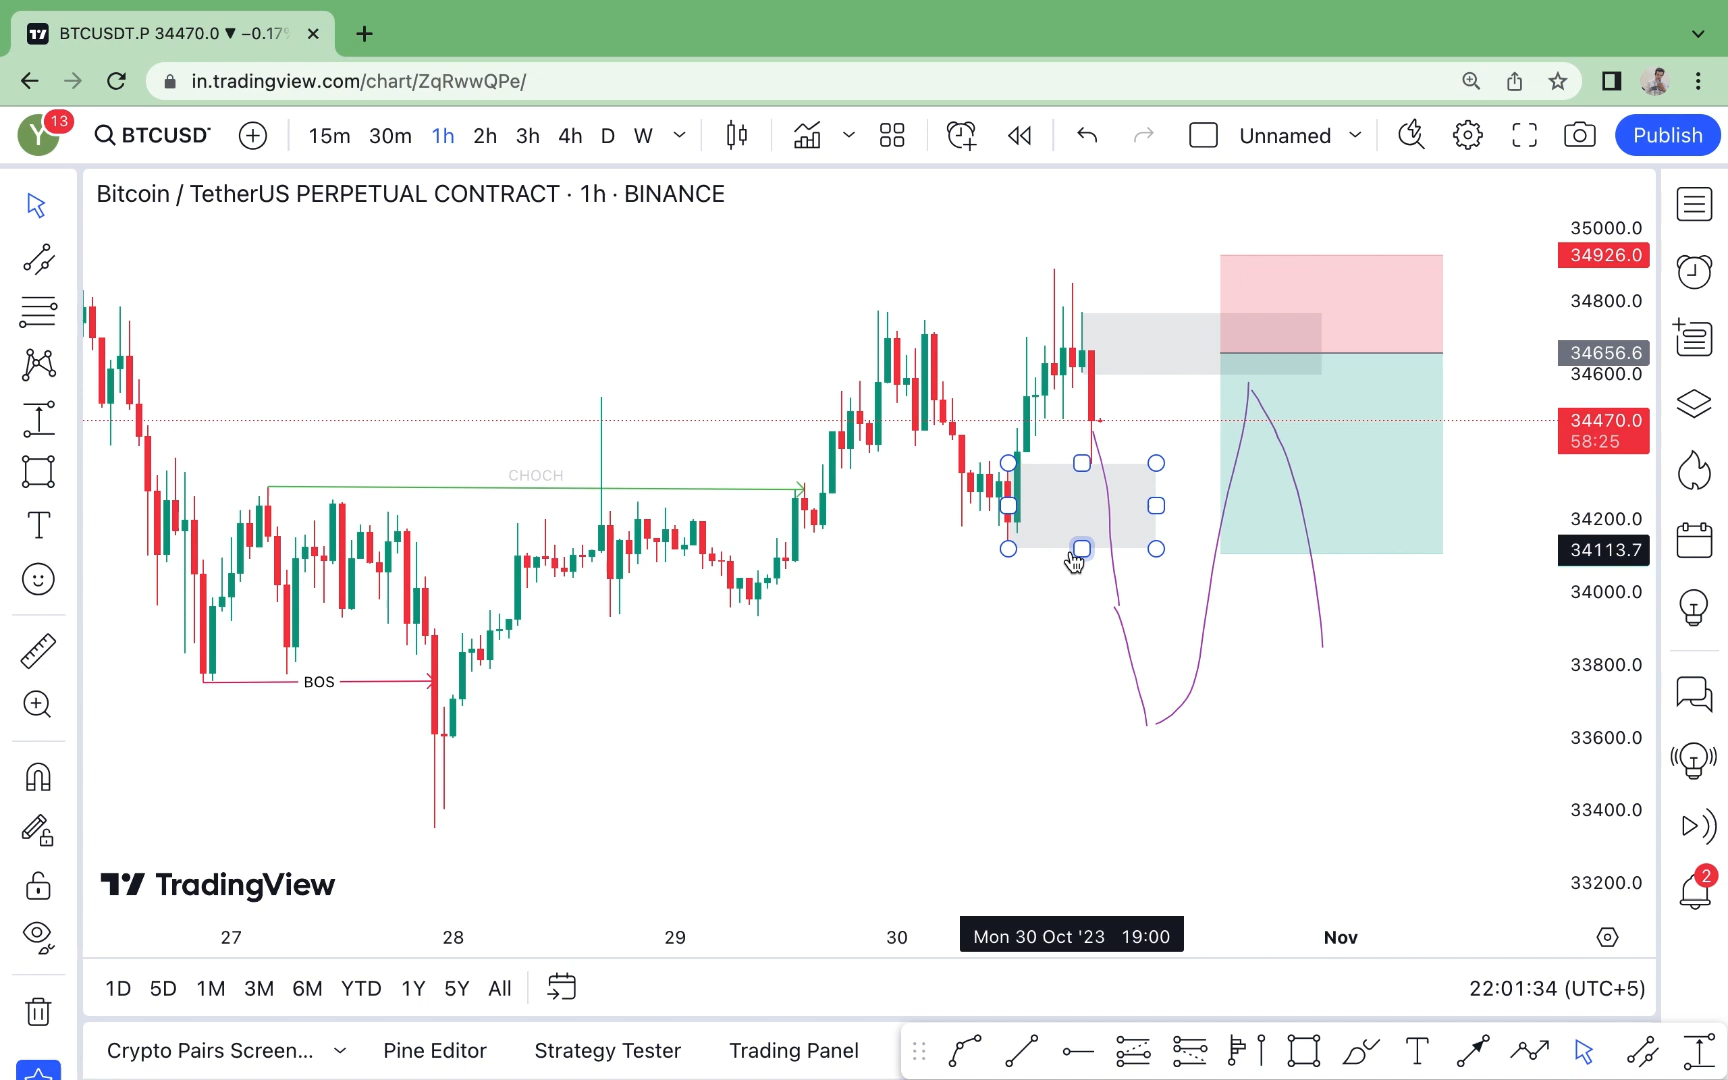 BTCUSDT.P 34470.0 ▼ −0.17%
in.tradingview.com/chart/ZqRwwQPe/
Y 13 BTCUSD 15m 30m 1h 2h 3h 4h D W Unnamed Publish
Bitcoin / TetherUS PERPETUAL CONTRACT · 1h · BINANCE
35000.0
34926.0
34800.0
34656.6
34600.0
34470.0
58:25
CHOCH
34200.0
34113.7
34000.0
33800.0
BOS
33600.0
33400.0
33200.0
TradingView
27 28 29 30 Mon 30 Oct '23 19:00 Nov
2
1D 5D 1M 3M 6M YTD 1Y 5Y All 22:01:34 (UTC+5)
Crypto Pairs Screen... Pine Editor Strategy Tester Trading Panel